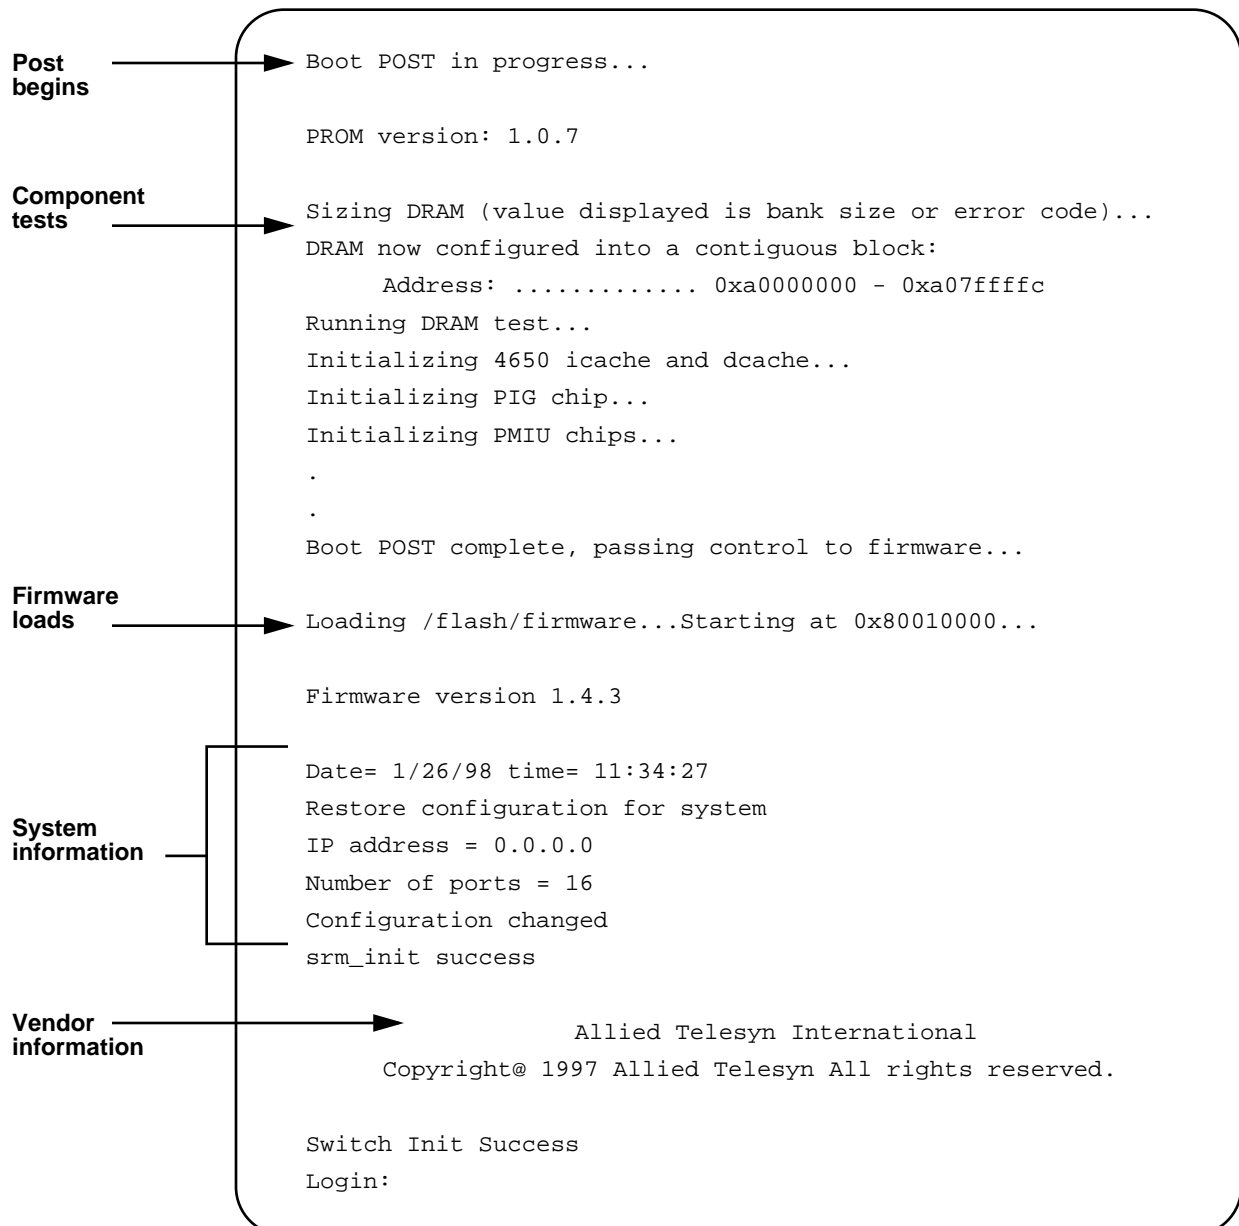 Post
begins
Boot POST in progress...
PROM version: 1.0.7
Component
tests
Sizing DRAM (value displayed is bank size or error code)...
DRAM now configured into a contiguous block:
Address: ............. 0xa0000000 - 0xa07ffffc
Running DRAM test...
Initializing 4650 icache and dcache...
Initializing PIG chip...
Initializing PMIU chips...
.
.
Boot POST complete, passing control to firmware...
Firmware
loads
Loading /flash/firmware...Starting at 0x80010000...
Firmware version 1.4.3
System
information
Date= 1/26/98 time= 11:34:27
Restore configuration for system
IP address = 0.0.0.0
Number of ports = 16
Configuration changed
srm_init success
Vendor
information
Allied Telesyn International
Copyright@ 1997 Allied Telesyn All rights reserved.
Switch Init Success
Login: